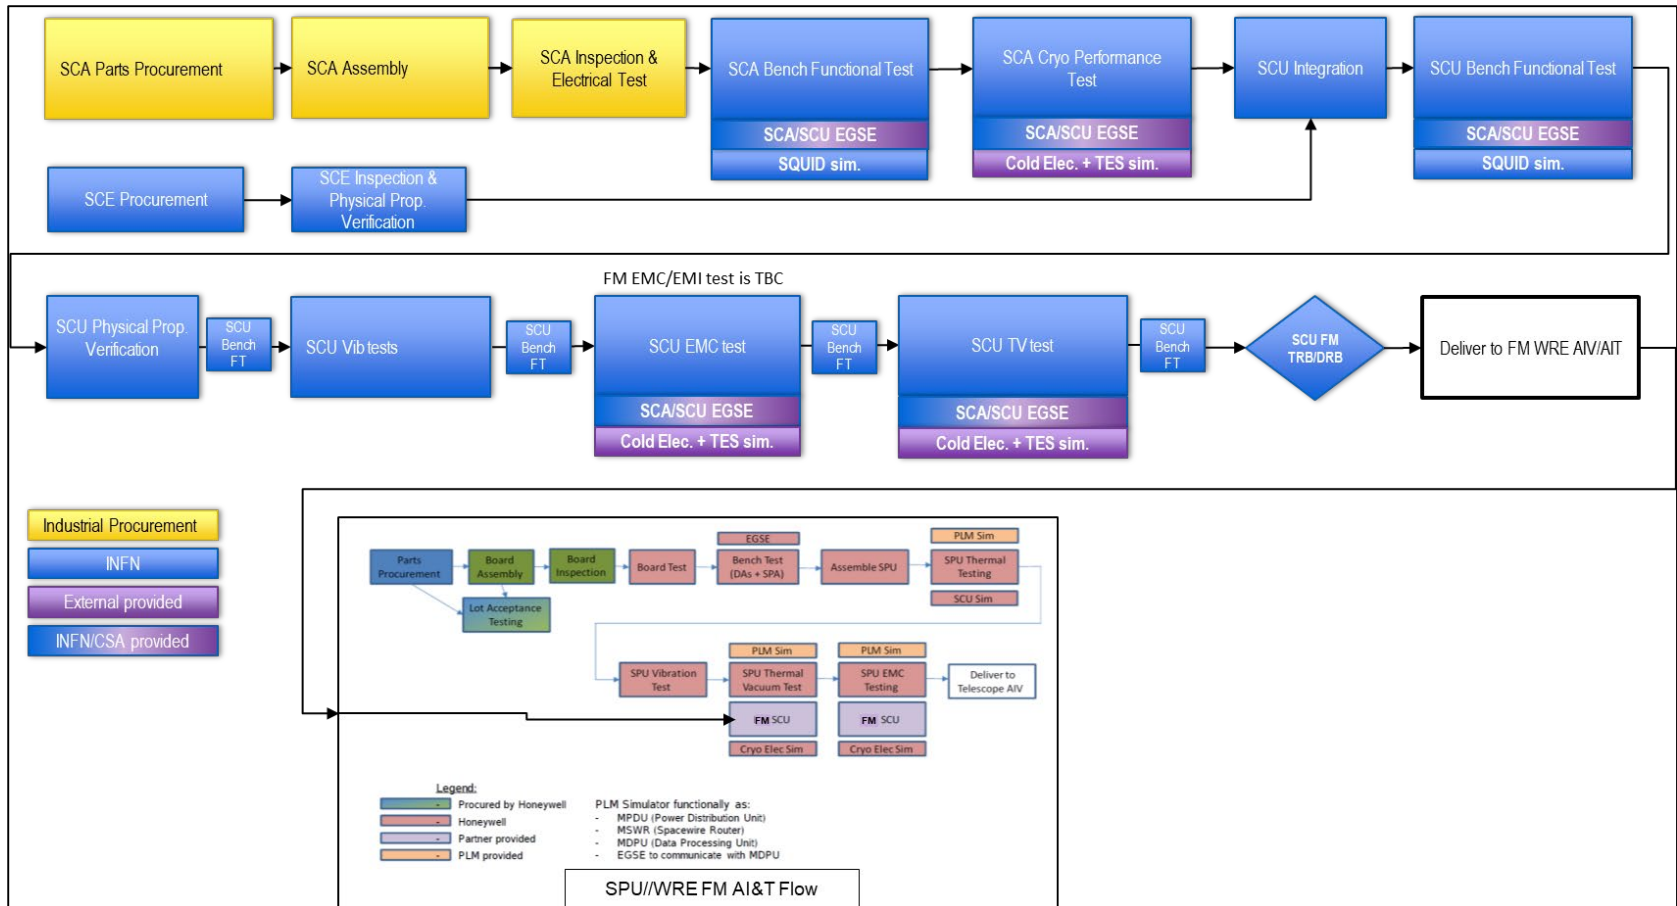 SCA Parts Procurement
SCA Assembly
SCA Inspection &
Electrical Test
SCA Bench Functional Test
SCA/SCU EGSE
SQUID sim.
SCA Cryo Performance
Test
SCA/SCU EGSE
Cold Elec. + TES sim.
SCU Integration
SCU Bench Functional Test
SCA/SCU EGSE
SQUID sim.
SCE Procurement
SCE Inspection &
Physical Prop.
Verification
FM EMC/EMI test is TBC
SCU Physical Prop.
Verification
SCU
Bench
FT
SCU Vib tests
SCU
Bench
FT
SCU EMC test
SCA/SCU EGSE
Cold Elec. + TES sim.
SCU
Bench
FT
SCU TV test
SCA/SCU EGSE
Cold Elec. + TES sim.
SCU
Bench
FT
SCU FM
TRB/DRB
Deliver to FM WRE AIV/AIT
Industrial Procurement
INFN
External provided
INFN/CSA provided
Parts
Procurement
Board
Assembly
Board
Inspection
Board Test
EGSE
Bench Test
(DAs + SPA)
Assemble SPU
PLM Sim
SPU Thermal
Testing
SCU Sim
Lot Acceptance
Testing
SPU Vibration
Test
PLM Sim
SPU Thermal
Vacuum Test
FM SCU
Cryo Elec Sim
PLM Sim
SPU EMC
Testing
FM SCU
Cryo Elec Sim
Deliver to
Telescope AIV
Legend:
- Procured by Honeywell
- Honeywell
- Partner provided
- PLM provided
PLM Simulator functionally as:
- MPDU (Power Distribution Unit)
- MSWR (Spacewire Router)
- MDPU (Data Processing Unit)
- EGSE to communicate with MDPU
SPU//WRE FM AI&T Flow